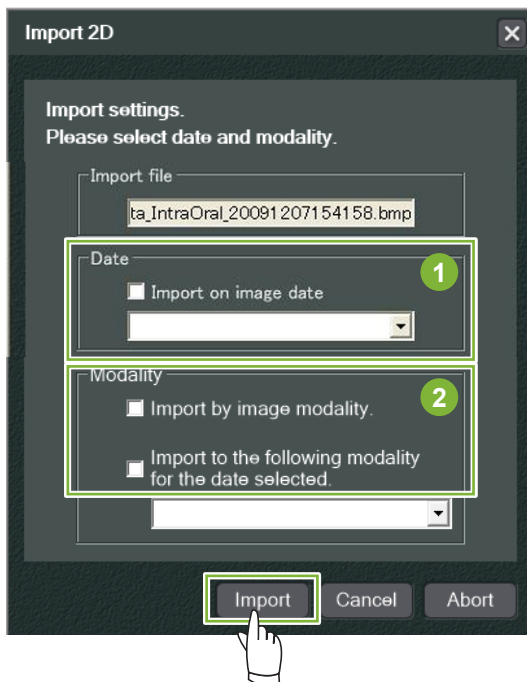 Import 2D
Import settings.
Please select date and modality.
Import file
ta_IntraOral_20091207154158.bmp
Date
1
Import on image date
Modality
2
Import by image modality.
Import to the following modality
for the date selected.
Import Cancel Abort